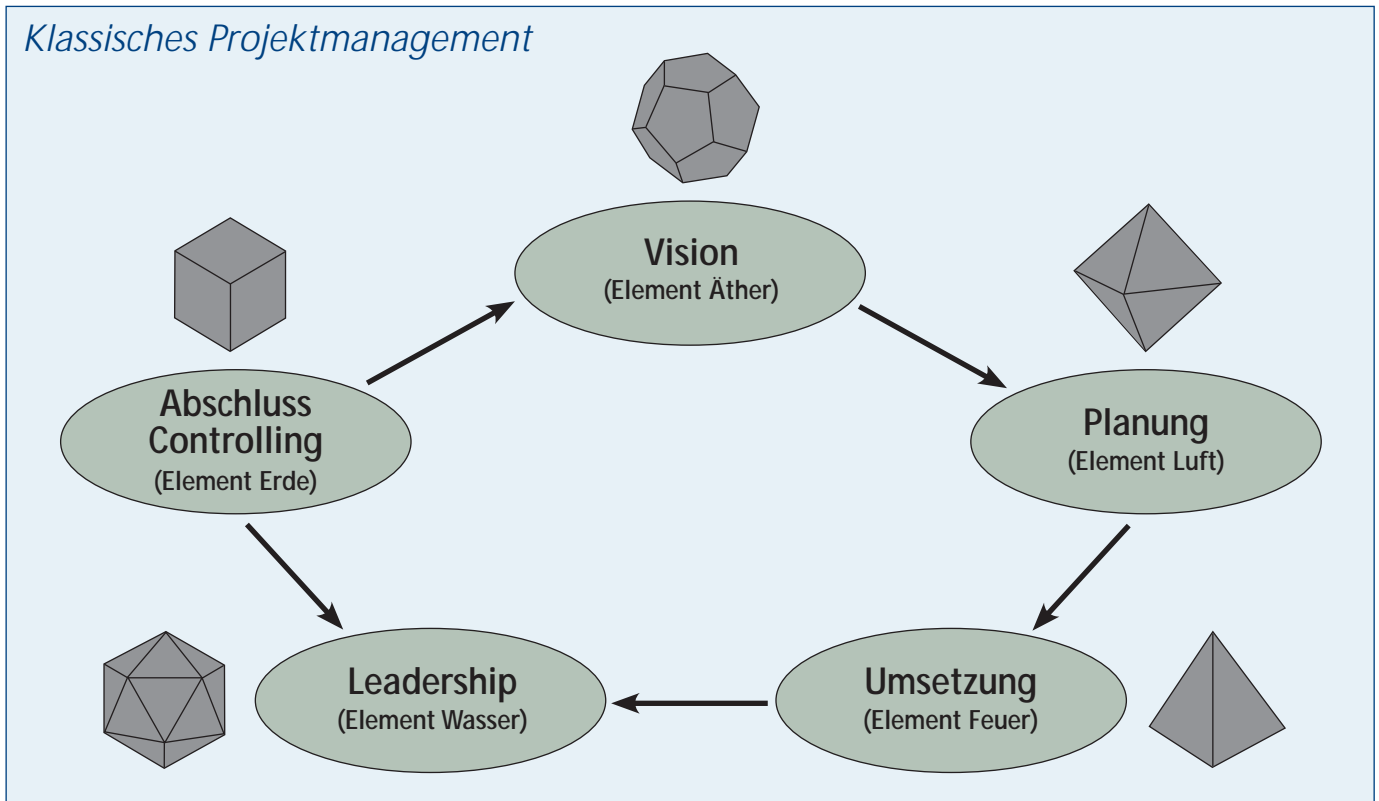 Klassisches Projektmanagement
Vision
(Element Äther)
Planung
(Element Luft)
Umsetzung
(Element Feuer)
Leadership
(Element Wasser)
Abschluss
Controlling
(Element Erde)